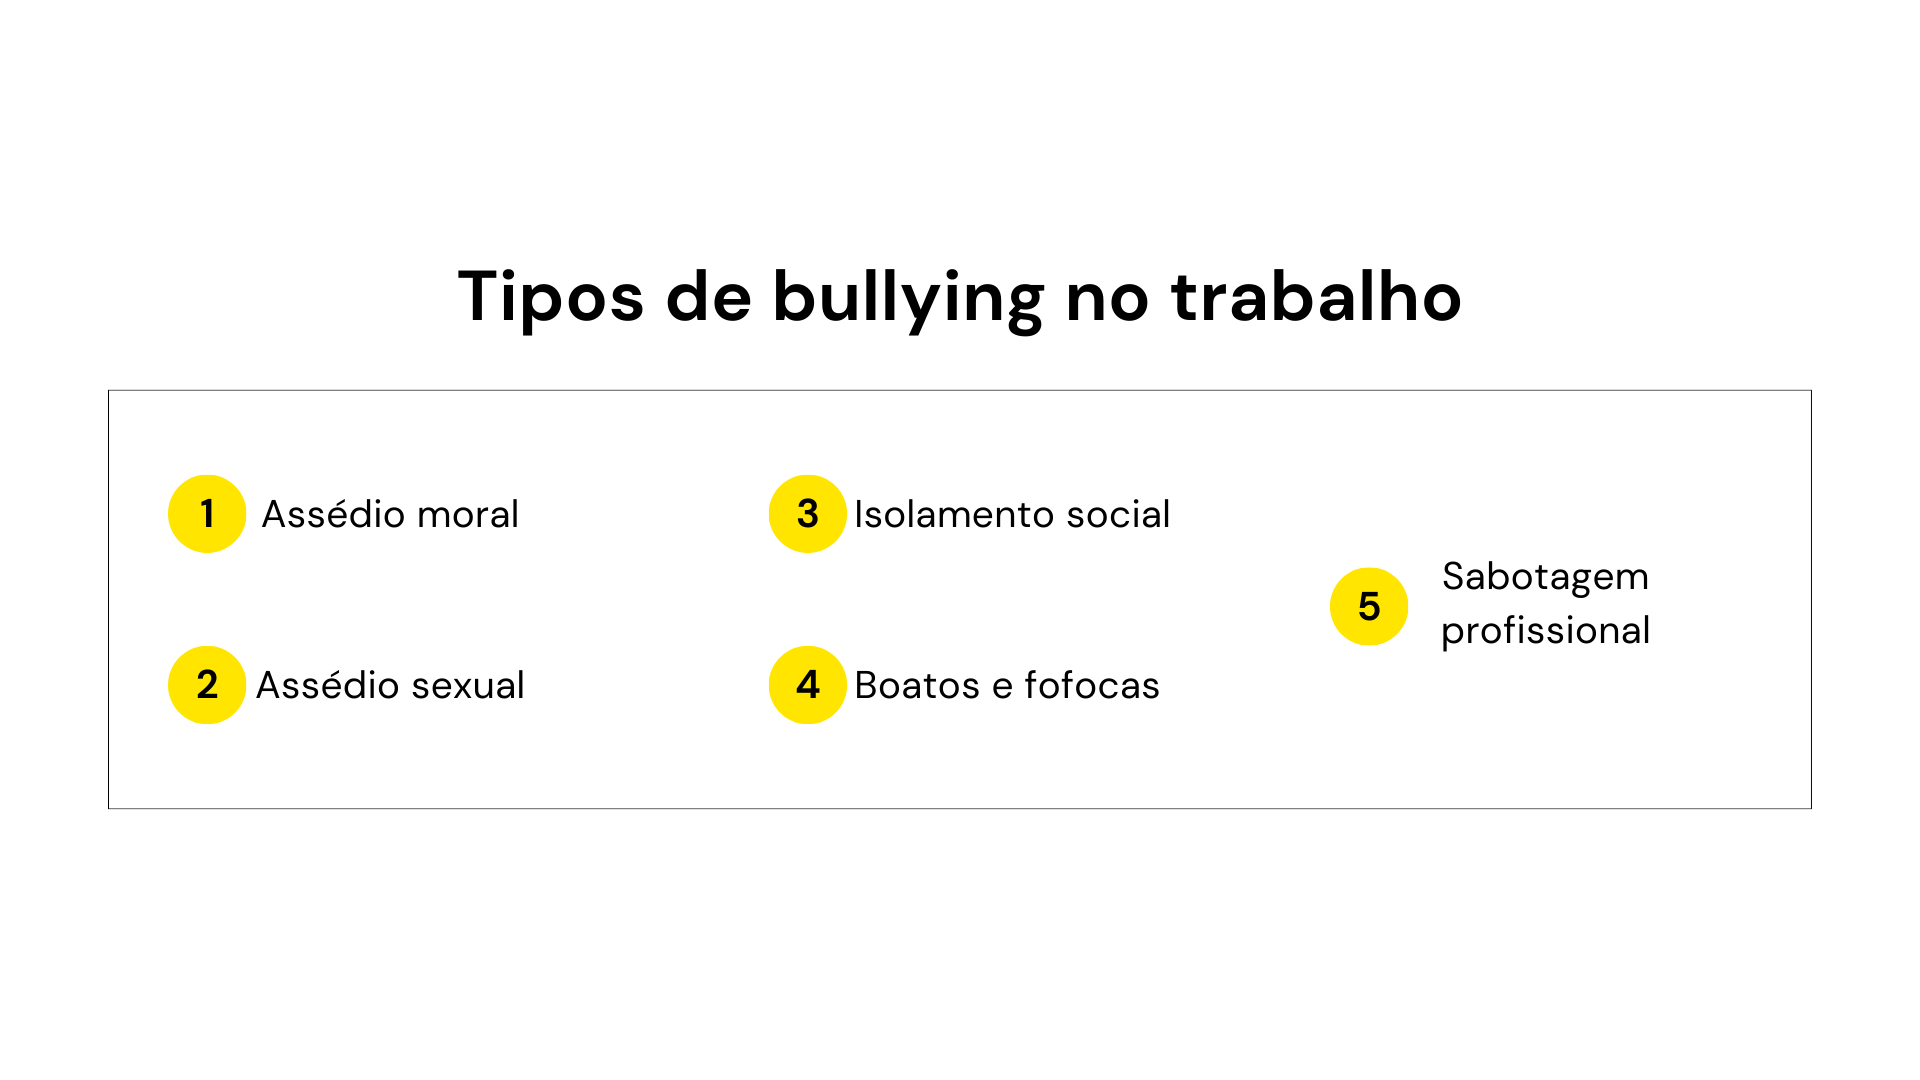 Tipos de bullying no trabalho
1 Assédio moral
2 Assédio sexual
3 Isolamento social
4 Boatos e fofocas
5 Sabotagem
profissional